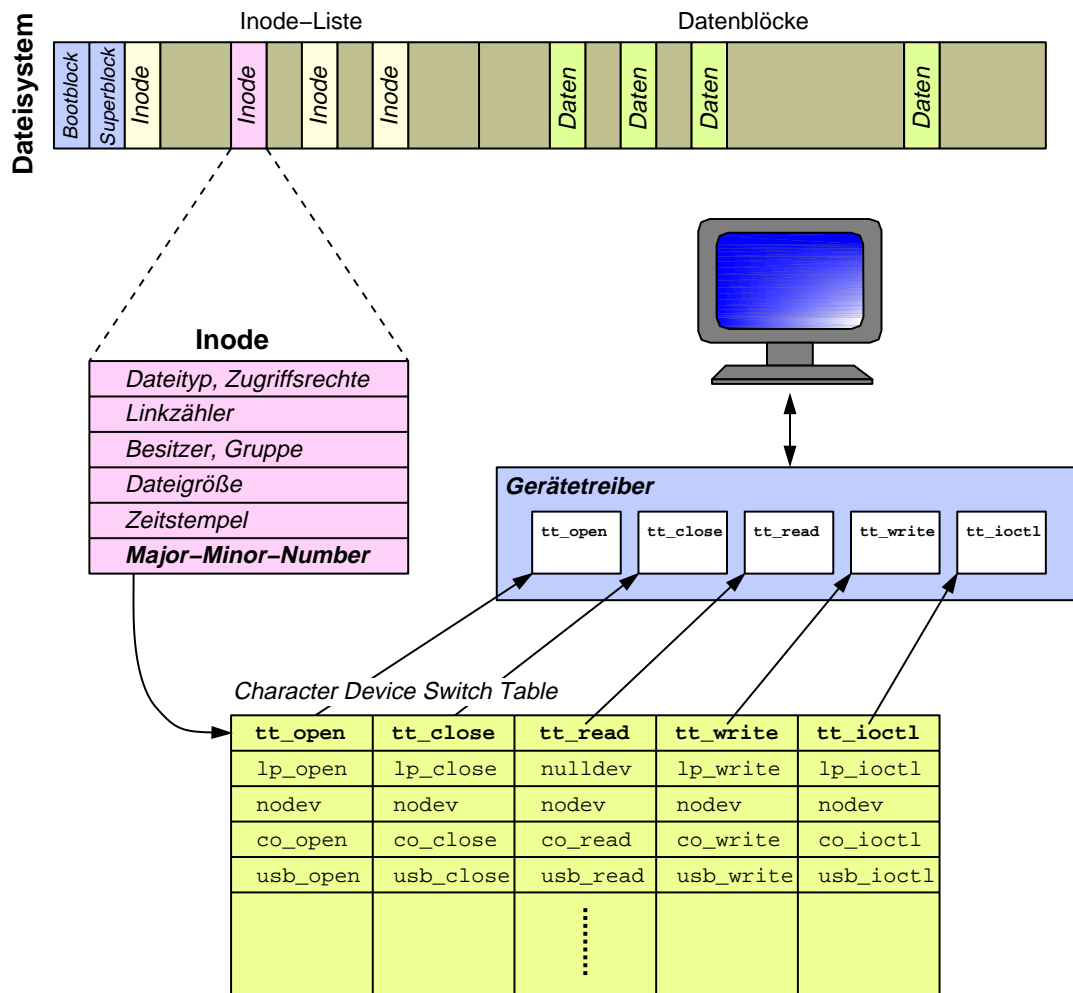 Inode–Liste Datenblöcke
Dateisystem
Bootblock Superblock Inode Inode Inode Inode Daten Daten Daten Daten
Inode
Dateityp, Zugriffsrechte
Linkzähler
Besitzer, Gruppe
Dateigröße
Zeitstempel
Major–Minor–Number
Gerätetreiber
tt_open tt_close tt_read tt_write tt_ioctl
Character Device Switch Table
tt_open tt_close tt_read tt_write tt_ioctl
lp_open lp_close nulldev lp_write lp_ioctl
nodev nodev nodev nodev nodev
co_open co_close co_read co_write co_ioctl
usb_open usb_close usb_read usb_write usb_ioctl